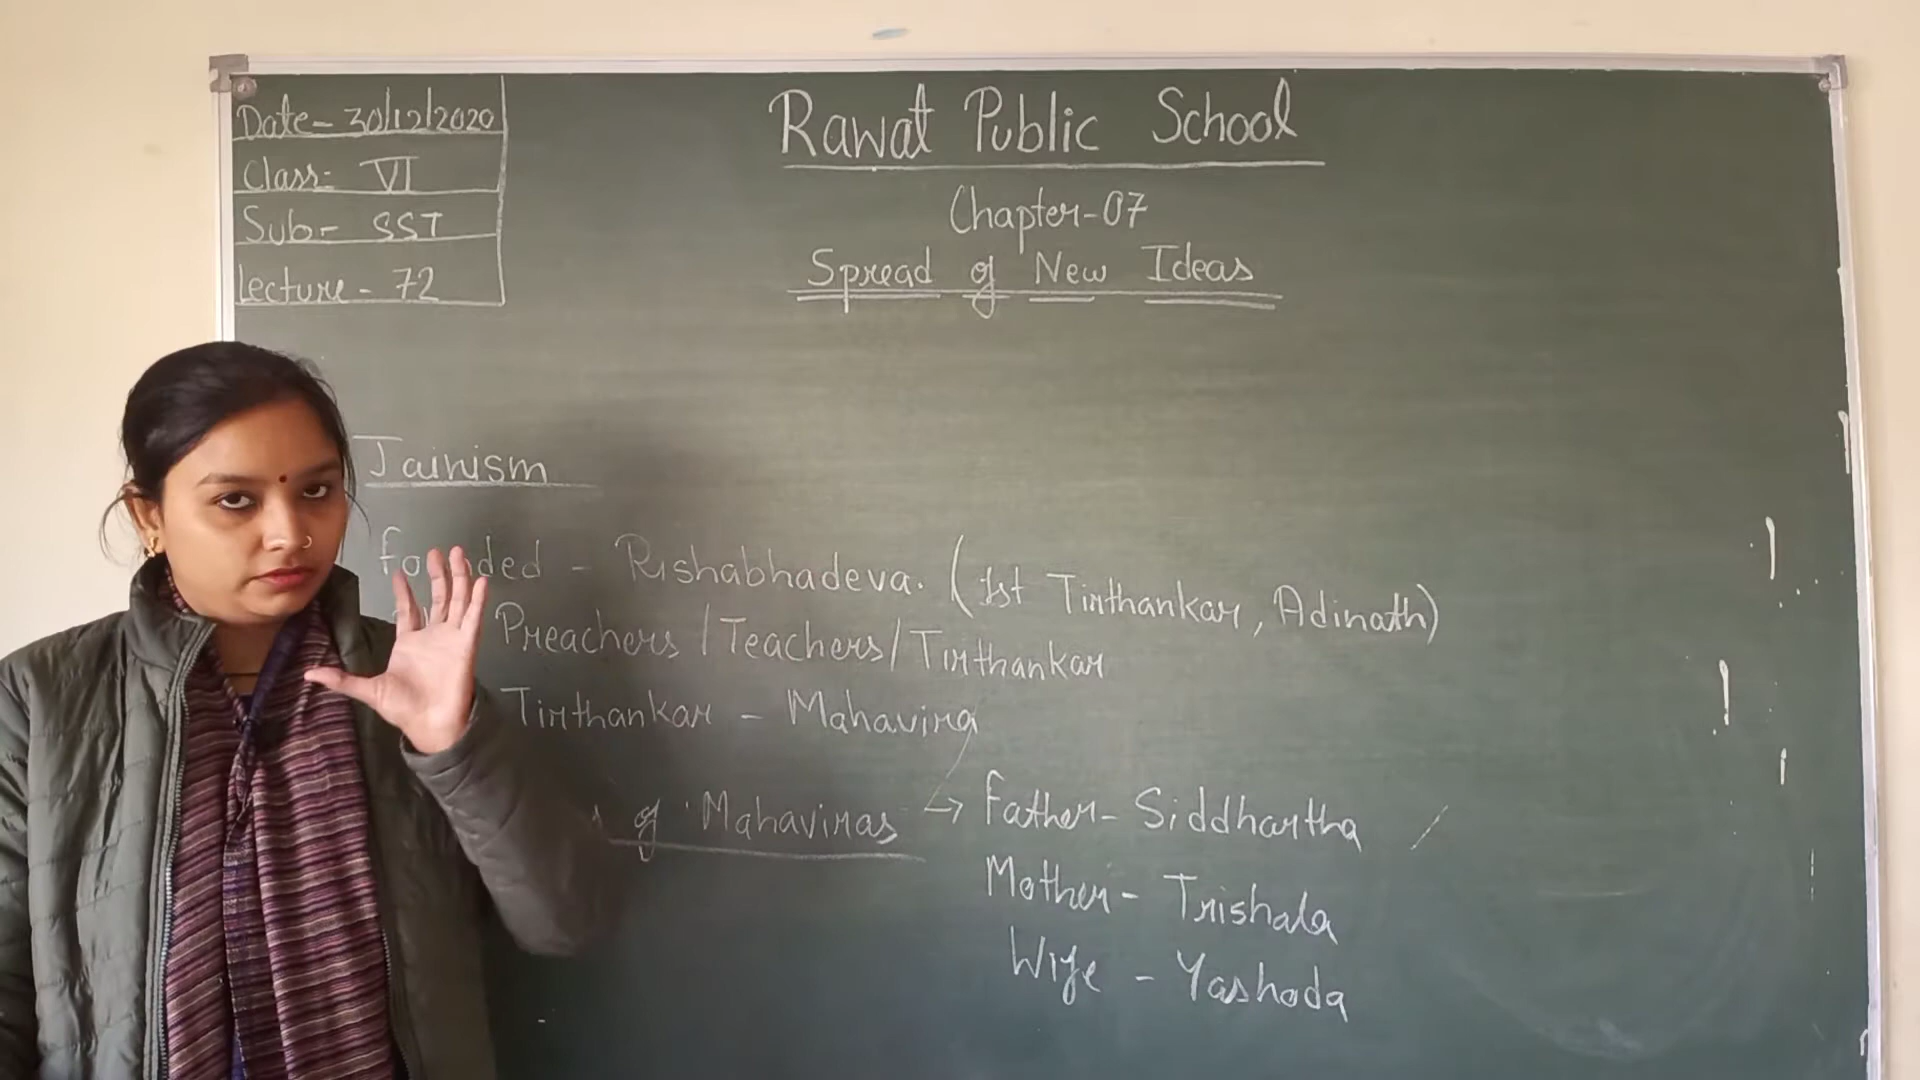 Date- 30/12/2020
Class:- VI
Sub:- SST
Lecture - 72
Rawat Public School
Chapter-07
Spread of New Ideas
Jainism
founded - Rishabhadeva. (1st Tirthankar, Adinath)
Preachers / Teachers / Tirthankar
Tirthankar - Mahavira
of Mahaviras → Father- Siddhartha
Mother- Trishala
Wife - Yashoda